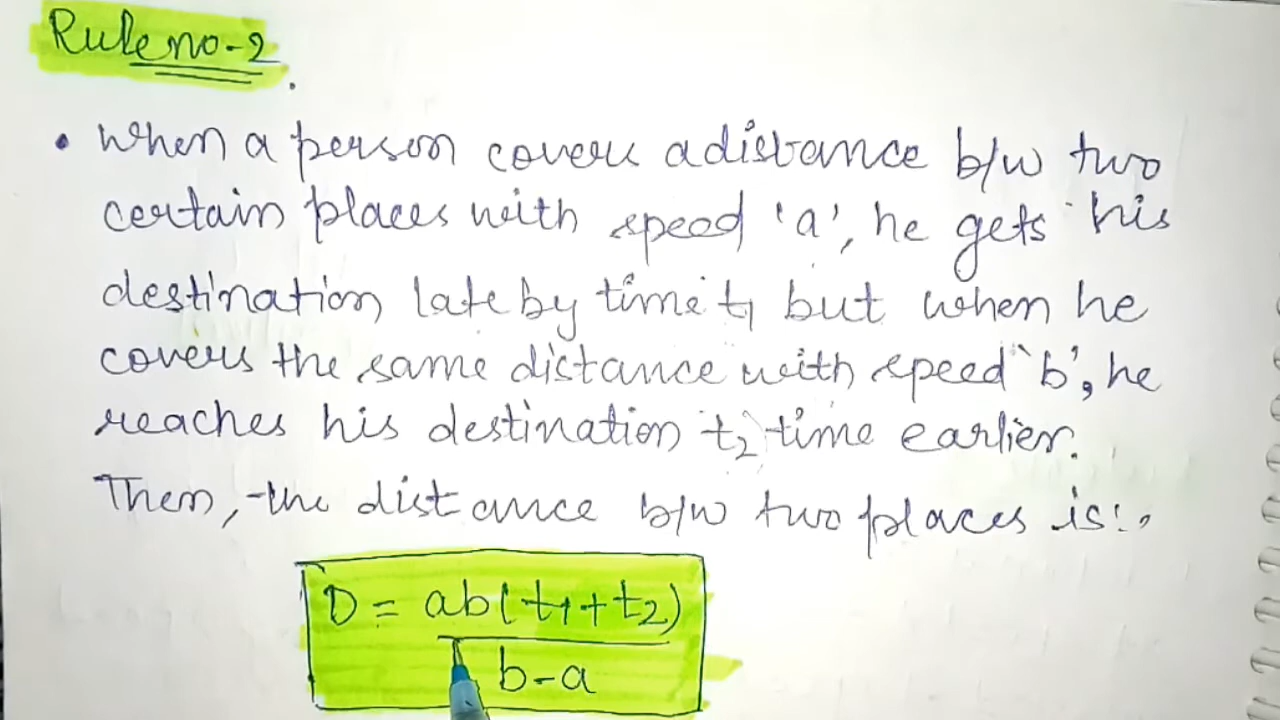 Rule no-2
• When a person covers a distance b/w two
certain places with speed 'a', he gets his
destination late by time t₁ but when he
covers the same distance with speed 'b', he
reaches his destination t₂ time earlier.
Then, the distance b/w two places is:
D = ab(t₁+t₂)
b-a